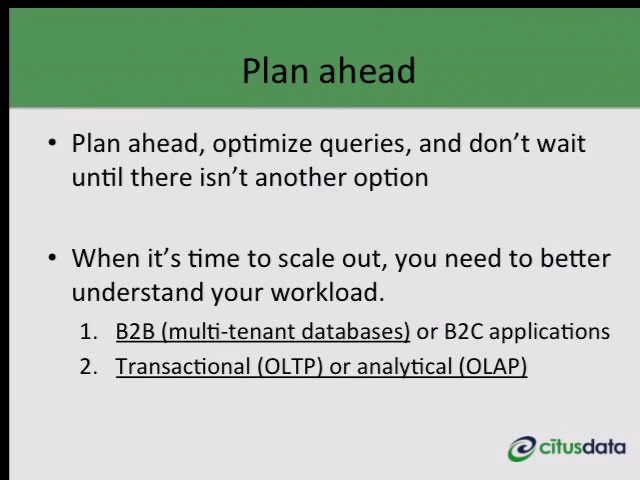 Plan ahead
• Plan ahead, optimize queries, and don’t wait
until there isn’t another option
• When it’s time to scale out, you need to better
understand your workload.
1. B2B (multi-tenant databases) or B2C applications
2. Transactional (OLTP) or analytical (OLAP)
citusdata